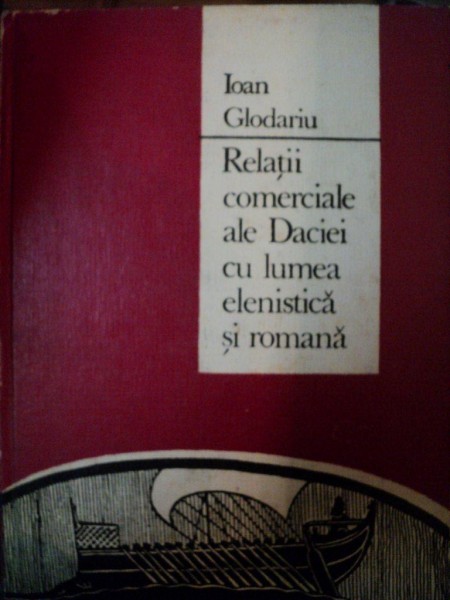 Ioan
Glodariu
Relații
comerciale
ale Daciei
cu lumea
elenistică
și romană